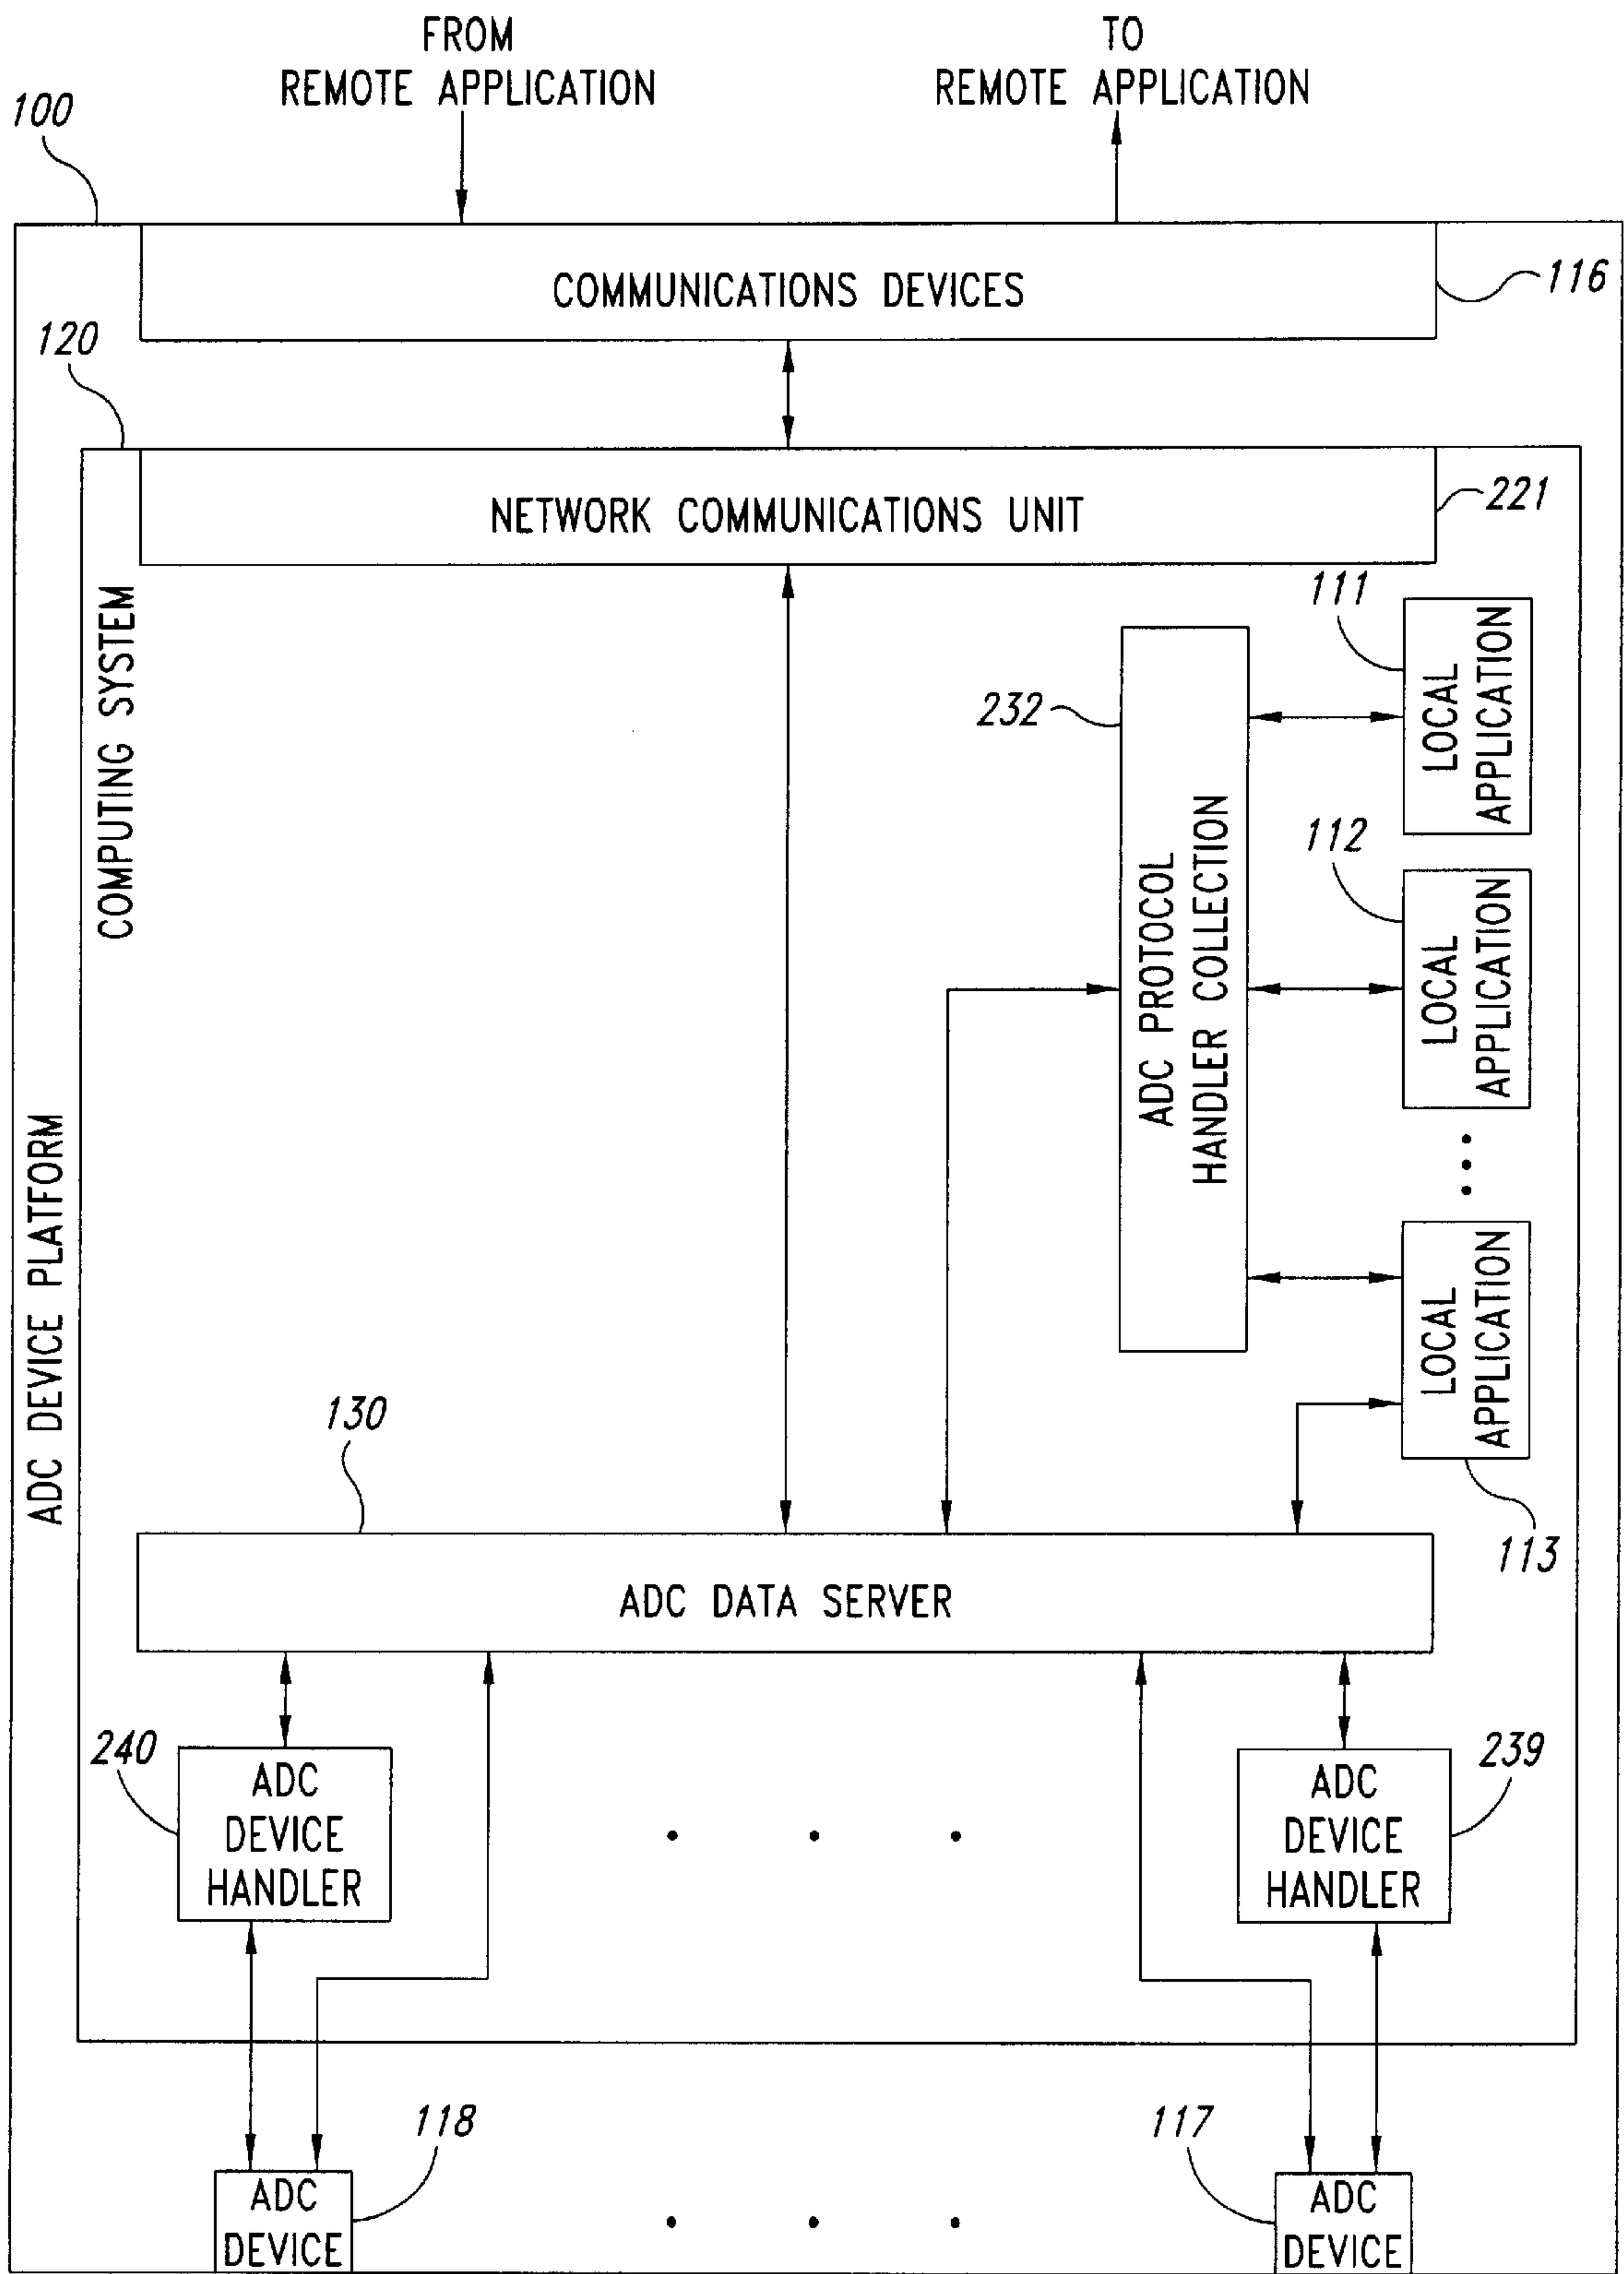 FROM
REMOTE APPLICATION
TO
REMOTE APPLICATION
100
COMMUNICATIONS DEVICES
116
120
NETWORK COMMUNICATIONS UNIT
221
COMPUTING SYSTEM
ADC DEVICE PLATFORM
232
ADC PROTOCOL
HANDLER COLLECTION
111
LOCAL
APPLICATION
112
LOCAL
APPLICATION
LOCAL
APPLICATION
113
130
ADC DATA SERVER
240
ADC
DEVICE
HANDLER
239
ADC
DEVICE
HANDLER
118
ADC
DEVICE
117
ADC
DEVICE